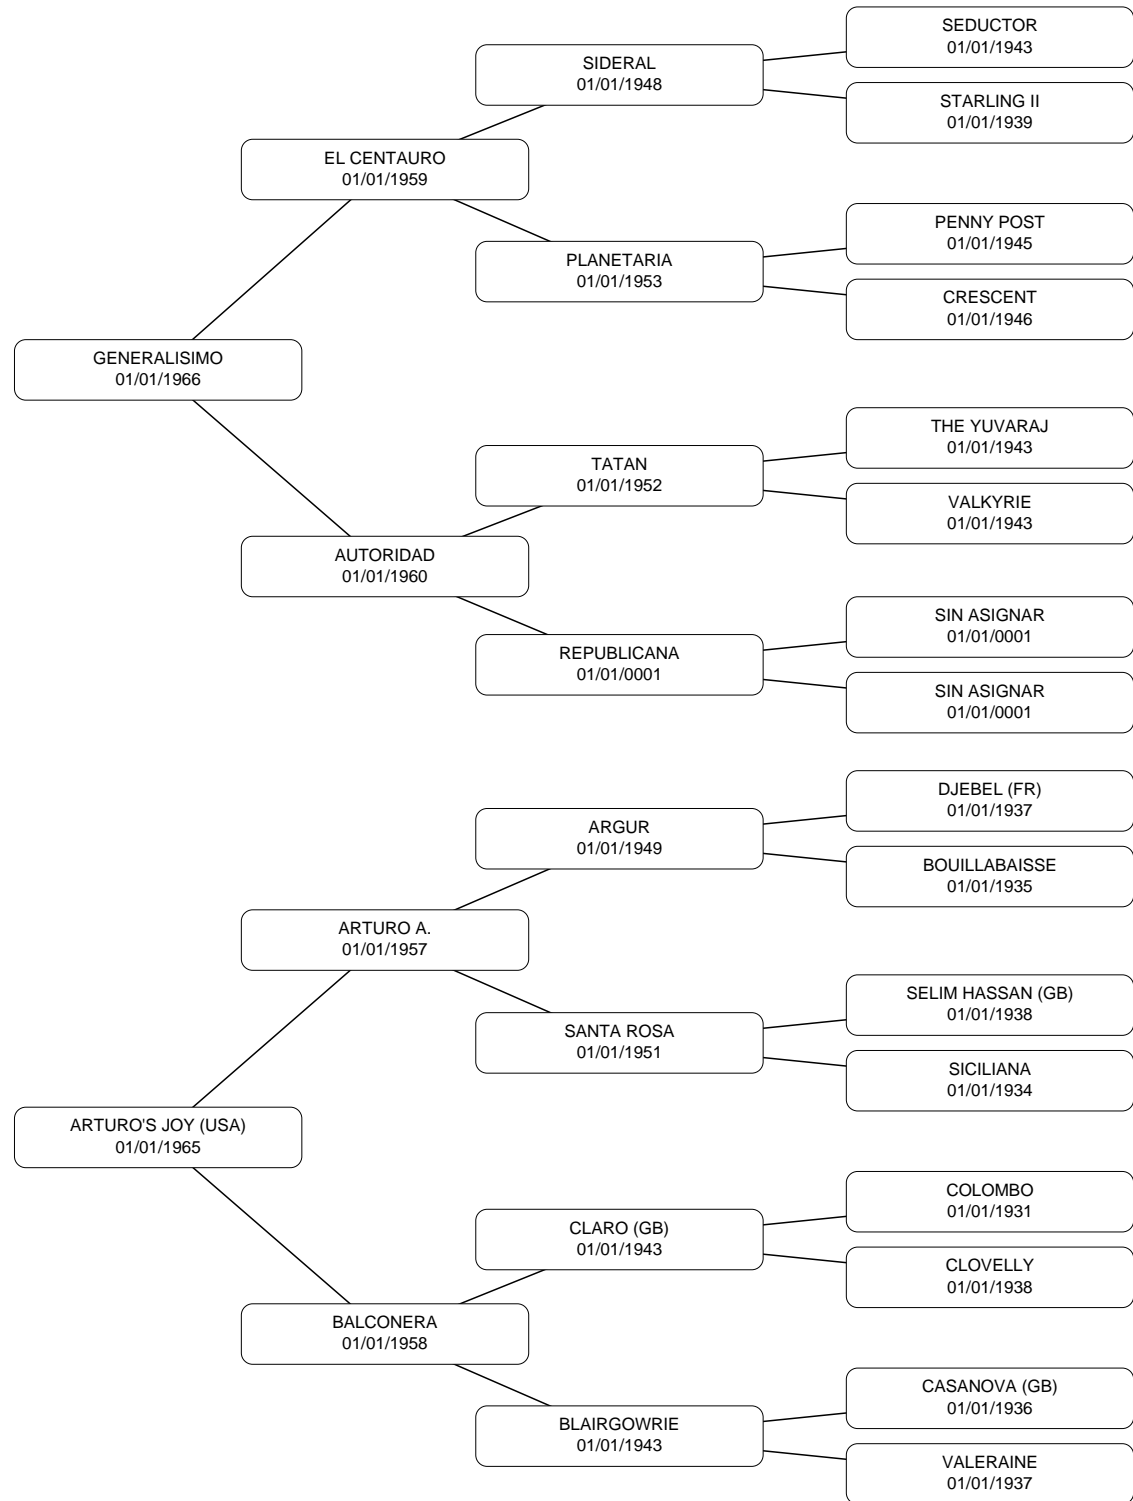 SEDUCTOR
01/01/1943
SIDERAL
01/01/1948
STARLING II
01/01/1939
EL CENTAURO
01/01/1959
PENNY POST
01/01/1945
PLANETARIA
01/01/1953
CRESCENT
01/01/1946
GENERALISIMO
01/01/1966
THE YUVARAJ
01/01/1943
TATAN
01/01/1952
VALKYRIE
01/01/1943
AUTORIDAD
01/01/1960
SIN ASIGNAR
01/01/0001
REPUBLICANA
01/01/0001
SIN ASIGNAR
01/01/0001
DJEBEL (FR)
01/01/1937
ARGUR
01/01/1949
BOUILLABAISSE
01/01/1935
ARTURO A.
01/01/1957
SELIM HASSAN (GB)
01/01/1938
SANTA ROSA
01/01/1951
SICILIANA
01/01/1934
ARTURO'S JOY (USA)
01/01/1965
COLOMBO
01/01/1931
CLARO (GB)
01/01/1943
CLOVELLY
01/01/1938
BALCONERA
01/01/1958
CASANOVA (GB)
01/01/1936
BLAIRGOWRIE
01/01/1943
VALERAINE
01/01/1937